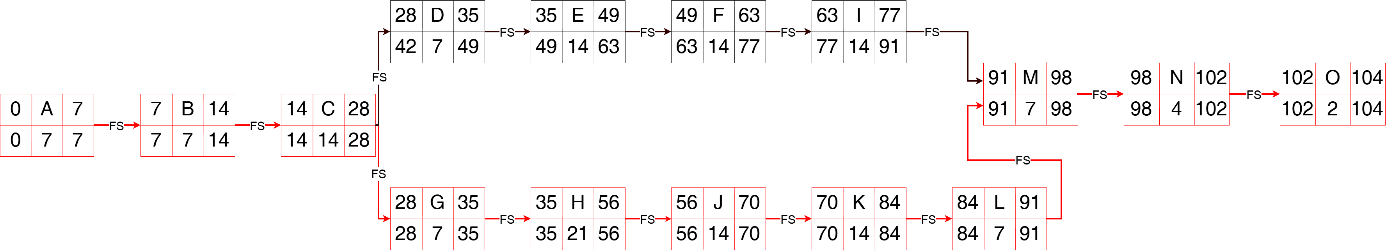 28 D 35
42 7 49
FS
35 E 49
49 14 63
FS
49 F 63
63 14 77
FS
63 I 77
77 14 91
FS
FS
0 A 7
0 7 7
FS
7 B 14
7 7 14
FS
14 C 28
14 14 28
91 M 98
91 7 98
FS
98 N 102
98 4 102
FS
102 O 104
102 2 104
FS
FS
28 G 35
28 7 35
FS
35 H 56
35 21 56
FS
56 J 70
56 14 70
FS
70 K 84
70 14 84
FS
84 L 91
84 7 91